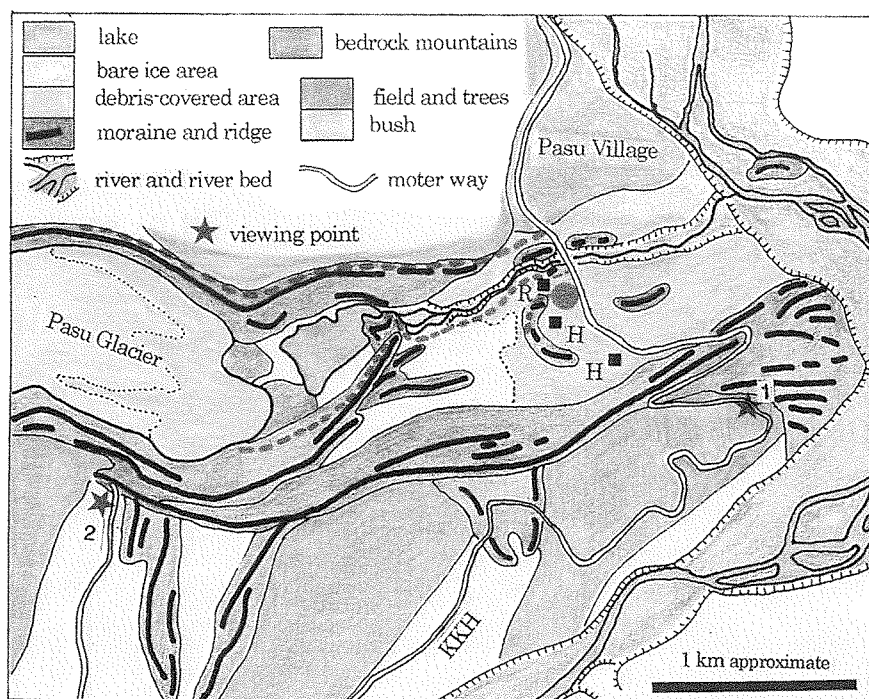 lake
bare ice area
debris-covered area
moraine and ridge
river and river bed
bedrock mountains
field and trees
bush
moter way
viewing point
Pasu Village
Pasu Glacier
R
H
H
1
2
KKH
1 km approximate